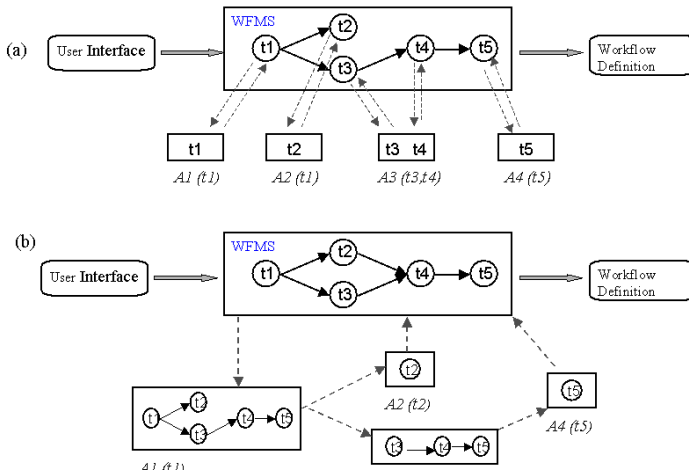 (a)
User Interface
WFMS
t1
t2
t3
t4
t5
Workflow
Definition
t1
t2
t3 t4
t5
A1 (t1)
A2 (t1)
A3 (t3,t4)
A4 (t5)
(b)
User Interface
WFMS
t1
t2
t3
t4
t5
Workflow
Definition
t1
t2
t3
t4
t5
A1 (t1)
t2
A2 (t2)
t3
t4
t5
t5
A4 (t5)